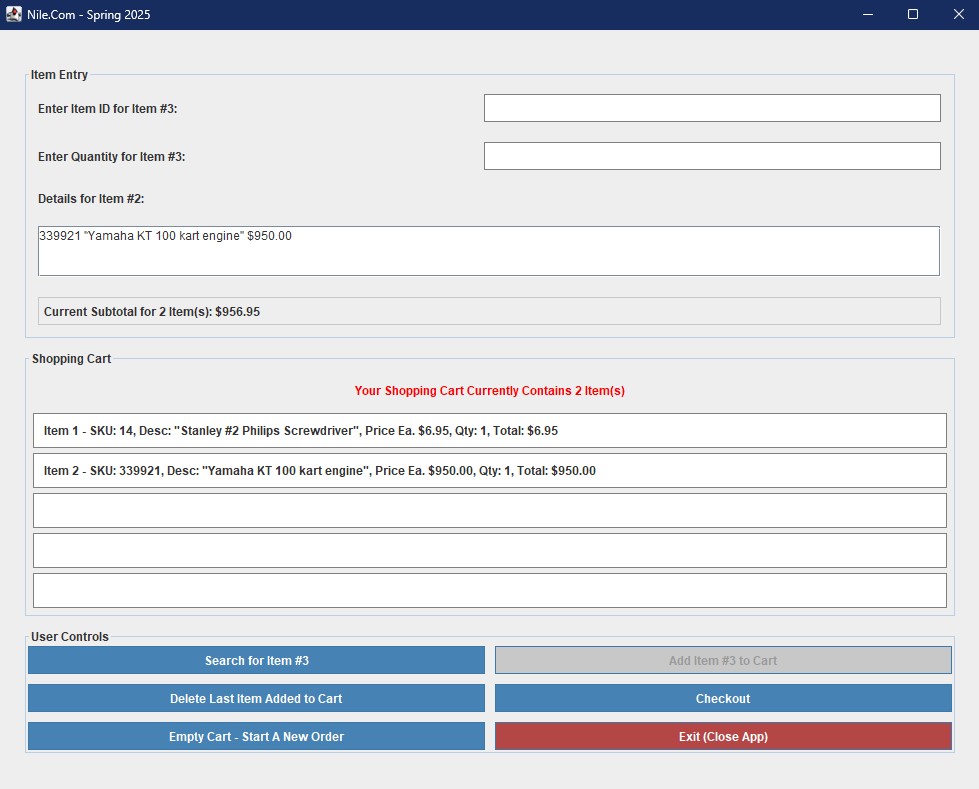 Nile.Com - Spring 2025
Item Entry
Enter Item ID for Item #3:
Enter Quantity for Item #3:
Details for Item #2:
339921 "Yamaha KT 100 kart engine" $950.00
Current Subtotal for 2 Item(s): $956.95
Shopping Cart
Your Shopping Cart Currently Contains 2 Item(s)
Item 1 - SKU: 14, Desc: "Stanley #2 Philips Screwdriver", Price Ea. $6.95, Qty: 1, Total: $6.95
Item 2 - SKU: 339921, Desc: "Yamaha KT 100 kart engine", Price Ea. $950.00, Qty: 1, Total: $950.00
User Controls
Search for Item #3
Add Item #3 to Cart
Delete Last Item Added to Cart
Checkout
Empty Cart - Start A New Order
Exit (Close App)